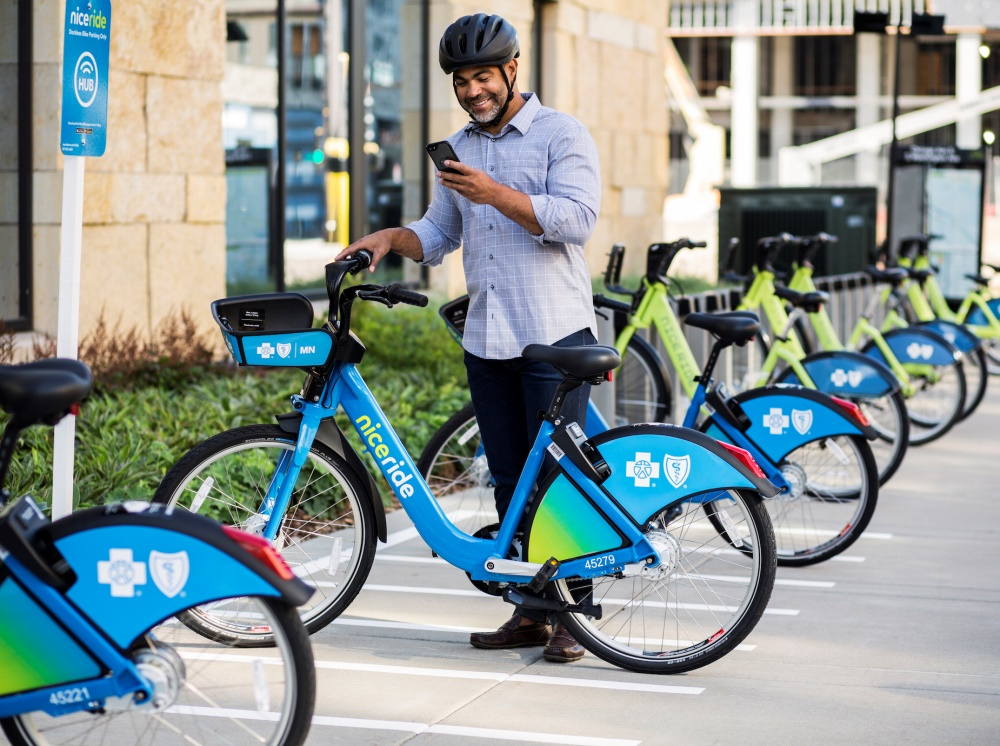 niceride
Dockless Bike Parking Only
HUB
MN
niceride
45279
45221